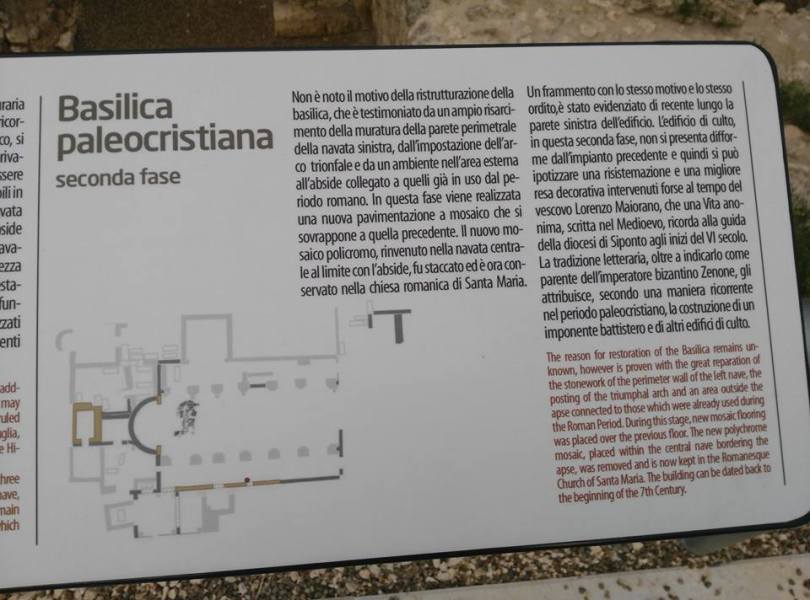 Basilica
paleocristiana
seconda fase
Non è noto il motivo della ristrutturazione della
basilica, che è testimoniato da un ampio risarci-
mento della muratura della parete perimetrale
della navata sinistra, dall'impostazione dell'ar-
co trionfale e da un ambiente nell'area esterna
all'abside collegato a quelli già in uso dal pe-
riodo romano. In questa fase viene realizzata
una nuova pavimentazione a mosaico che si
sovrappone a quella precedente. Il nuovo mo-
saico policromo, rinvenuto nella navata centra-
le al limite con l'abside, fu staccato ed è ora con-
servato nella chiesa romanica di Santa Maria.
Un frammento con lo stesso motivo e lo stesso
ordito,è stato evidenziato di recente lungo la
parete sinistra dell'edificio. L'edificio di culto,
in questa seconda fase, non si presenta diffor-
me dall'impianto precedente e quindi si può
ipotizzare una risistemazione e una migliore
resa decorativa intervenuti forse al tempo del
vescovo Lorenzo Maiorano, che una Vita ano-
nima, scritta nel Medioevo, ricorda alla guida
della diocesi di Siponto agli inizi del VI secolo.
La tradizione letteraria, oltre a indicarlo come
parente dell'imperatore bizantino Zenone, gli
attribuisce, secondo una maniera ricorrente
nel periodo paleocristiano, la costruzione di un
imponente battistero e di altri edifici di culto.
The reason for restoration of the Basilica remains un-
known, however is proven with the great reparation of
the stonework of the perimeter wall of the left nave, the
posting of the triumphal arch and an area outside the
apse connected to those which were already used during
the Roman Period. During this stage, new mosaic flooring
was placed over the previous floor. The new polychrome
mosaic, placed within the central nave bordering the
apse, was removed and is now kept in the Romanesque
Church of Santa Maria. The building can be dated back to
the beginning of the 7th Century.